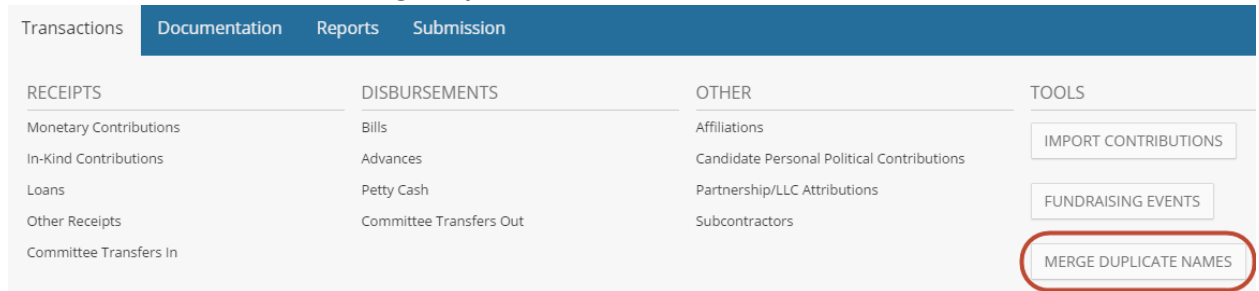 Transactions Documentation Reports Submission
RECEIPTS DISBURSEMENTS OTHER TOOLS
Monetary Contributions Bills Affiliations IMPORT CONTRIBUTIONS
In-Kind Contributions Advances Candidate Personal Political Contributions
Loans Petty Cash Partnership/LLC Attributions FUNDRAISING EVENTS
Other Receipts Committee Transfers Out Subcontractors
Committee Transfers In MERGE DUPLICATE NAMES